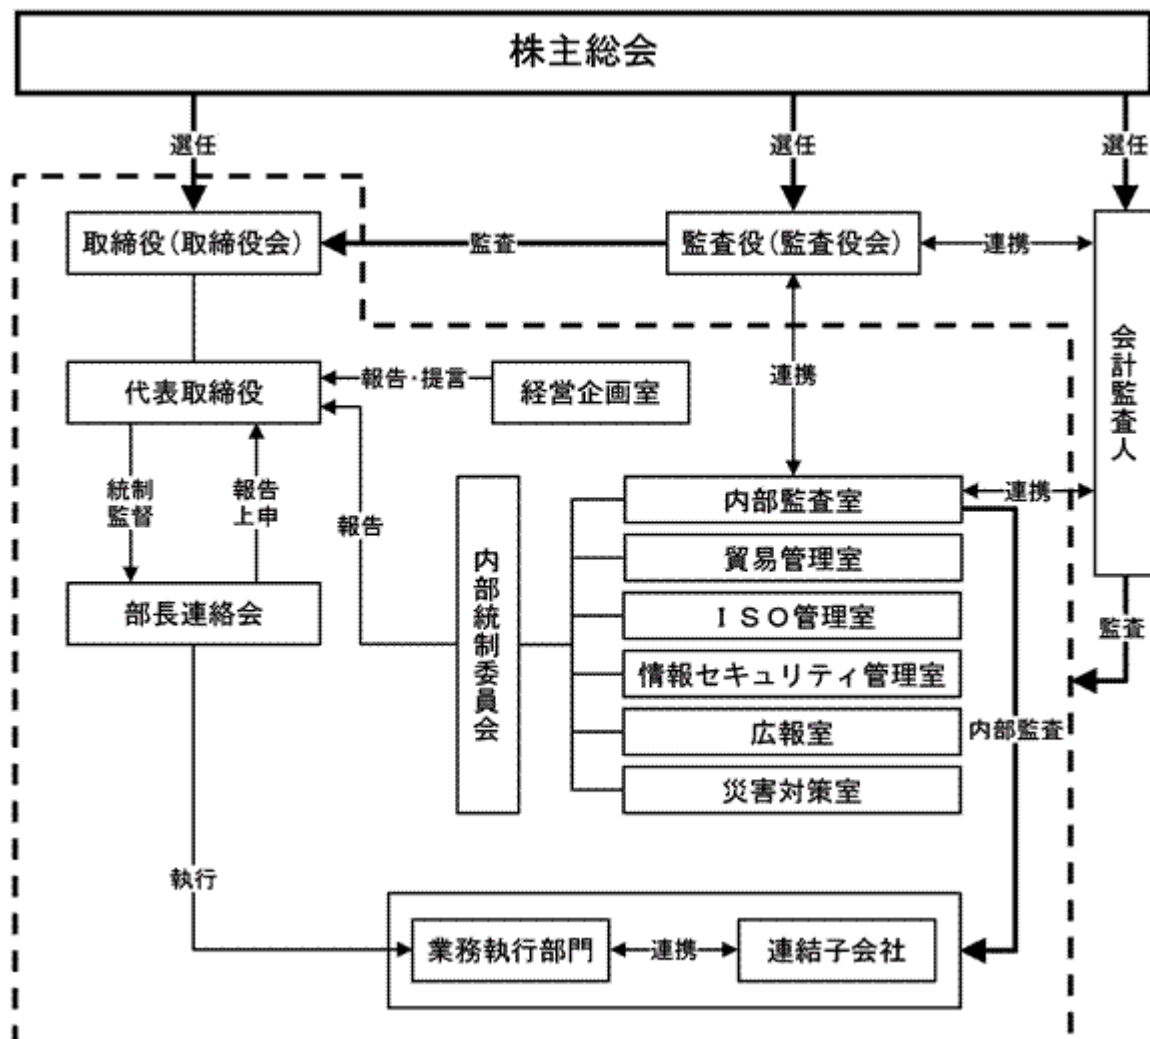 株主総会
選任
選任
選任
取締役(取締役会)
監査
監査役(監査役会)
連携
会計監査人
代表取締役
報告・提言
経営企画室
連携
統制
監督
報告
上申
報告
内部統制委員会
内部監査室
連携
貿易管理室
部長連絡会
ISO管理室
監査
情報セキュリティ管理室
広報室
内部監査
災害対策室
執行
業務執行部門
連携
連結子会社